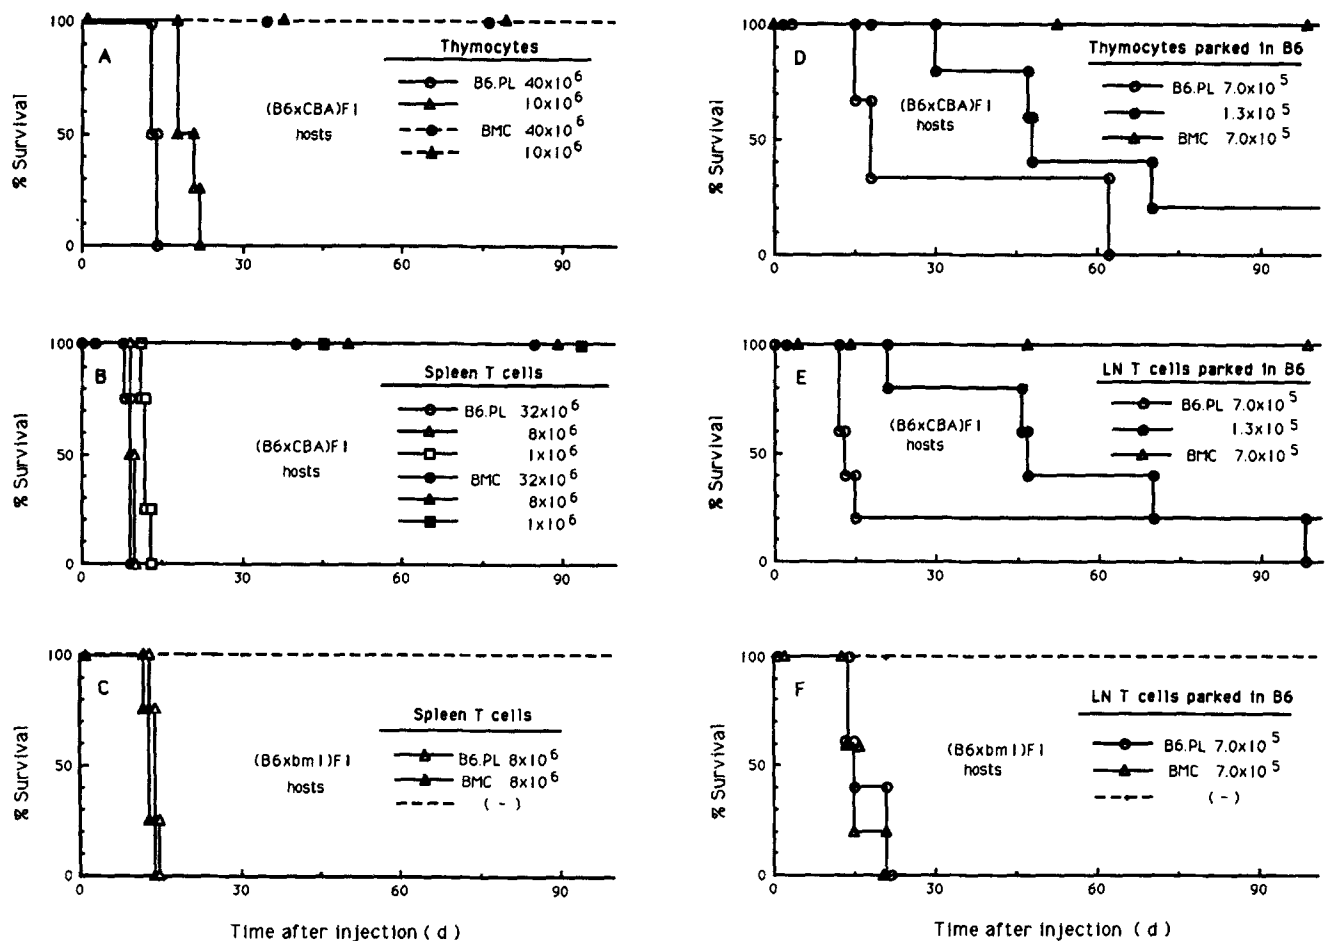 100
A
Thymocytes
B6.PL 40x10 6
10x10 6
BMC 40x10 6
10x10 6
(B6xCBA)F1
hosts
50
0
% Survival
0 30 60 90
100
B
Spleen T cells
B6.PL 32x10 6
8x10 6
1x10 6
BMC 32x10 6
8x10 6
1x10 6
(B6xCBA)F1
hosts
50
0
% Survival
0 30 60 90
100
C
Spleen T cells
B6.PL 8x10 6
BMC 8x10 6
(-)
(B6xbm1)F1
hosts
50
0
% Survival
0 30 60 90
Time after injection (d)
100
D
Thymocytes parked in B6
B6.PL 7.0x10 5
1.3x10 5
BMC 7.0x10 5
(B6xCBA)F1
hosts
50
0
% Survival
0 30 60 90
100
E
LN T cells parked in B6
B6.PL 7.0x10 5
1.3x10 5
BMC 7.0x10 5
(B6xCBA)F1
hosts
50
0
% Survival
0 30 60 90
100
F
LN T cells parked in B6
B6.PL 7.0x10 5
BMC 7.0x10 5
(-)
(B6xbm1)F1
hosts
50
0
% Survival
0 30 60 90
Time after injection (d)